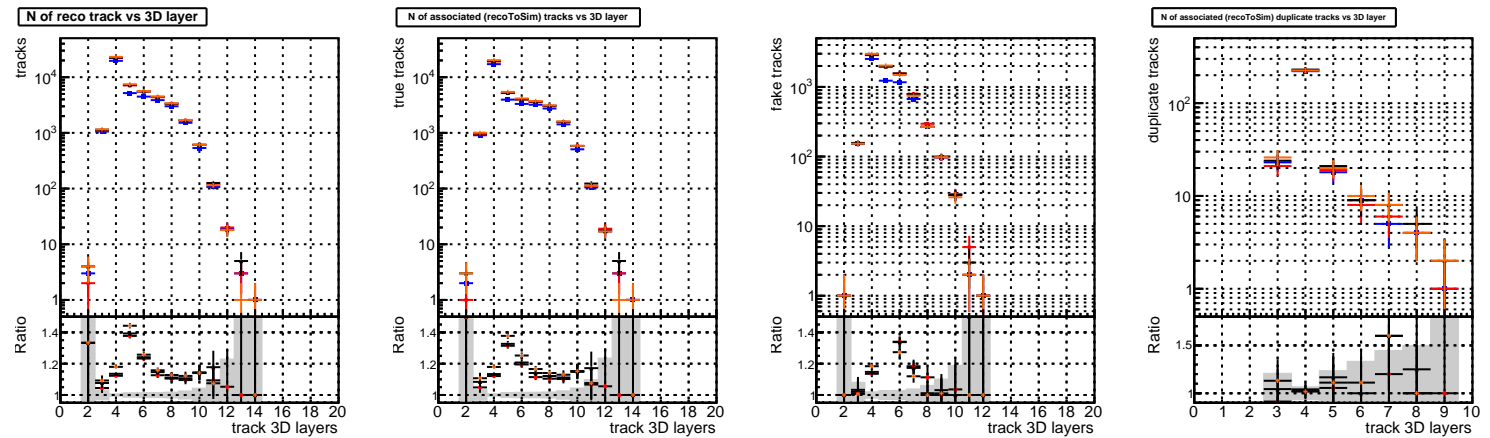 N of reco track vs 3D layer
tracks
10^4
10^3
10^2
10
1
Ratio
1.4
1.2
1
0 2 4 6 8 10 12 14 16 18 20
track 3D layers
N of associated (recoToSim) tracks vs 3D layer
true tracks
10^4
10^3
10^2
10
1
Ratio
1.4
1.2
1
0 2 4 6 8 10 12 14 16 18 20
track 3D layers
fake tracks
10^3
10^2
10
1
Ratio
1.4
1.2
1
0 2 4 6 8 10 12 14 16 18 20
track 3D layers
N of associated (recoToSim) duplicate tracks vs 3D layer
duplicate tracks
10^2
10
1
Ratio
1.5
1
0 1 2 3 4 5 6 7 8 9 10
track 3D layers